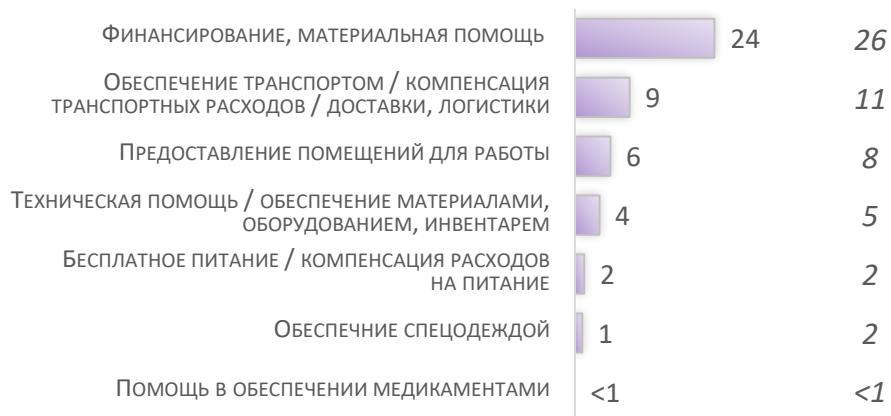 Финансирование, материальная помощь 24 26
Обеспечение транспортом / компенсация
транспортных расходов / доставки, логистики 9 11
Предоставление помещений для работы 6 8
Техническая помощь / обеспечение материалами,
оборудованием, инвентарем 4 5
Бесплатное питание / компенсация расходов
на питание 2 2
Обеспечние спецодеждой 1 2
Помощь в обеспечении медикаментами <1 <1